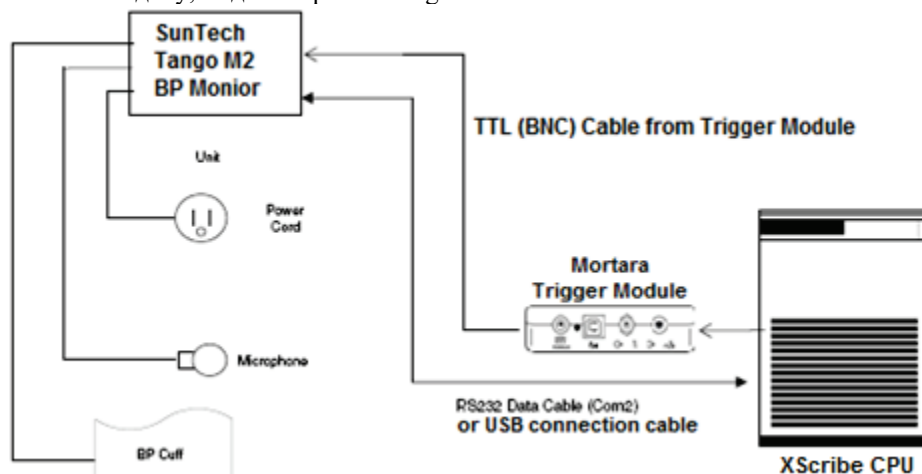 SunTech
Tango M2
BP Monior
TTL (BNC) Cable from Trigger Module
Unit
Power
Cord
Mortara
Trigger Module
Microphone
RS232 Data Cable (Com2)
or USB connection cable
BP Cuff
XScribe CPU